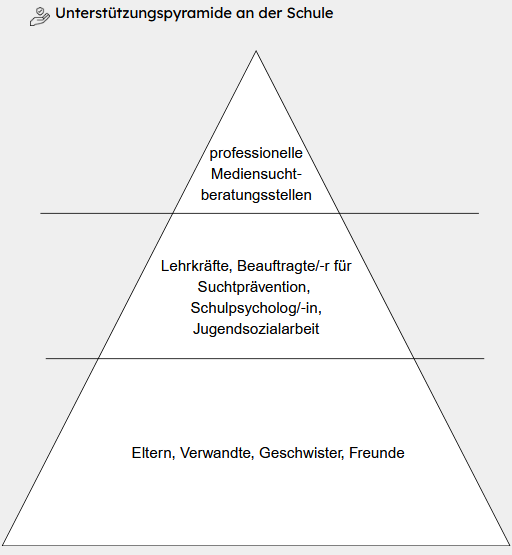 Unterstützungspyramide an der Schule
professionelle
Mediensucht-
beratungsstellen
Lehrkräfte, Beauftragte/-r für
Suchtprävention,
Schulpsycholog/-in,
Jugendsozialarbeit
Eltern, Verwandte, Geschwister, Freunde